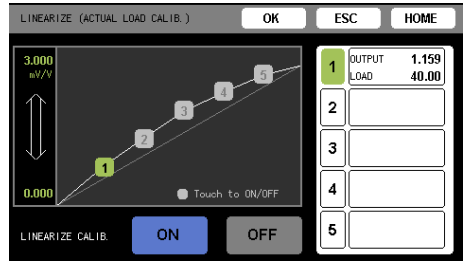 LINEARIZE (ACTUAL LOAD CALIB.)
OK
ESC
HOME
3.000
mV/V
0.000
1
2
3
4
5
Touch to ON/OFF
1
OUTPUT 1.159
LOAD 40.00
2
3
4
5
LINEARIZE CALIB.
ON
OFF